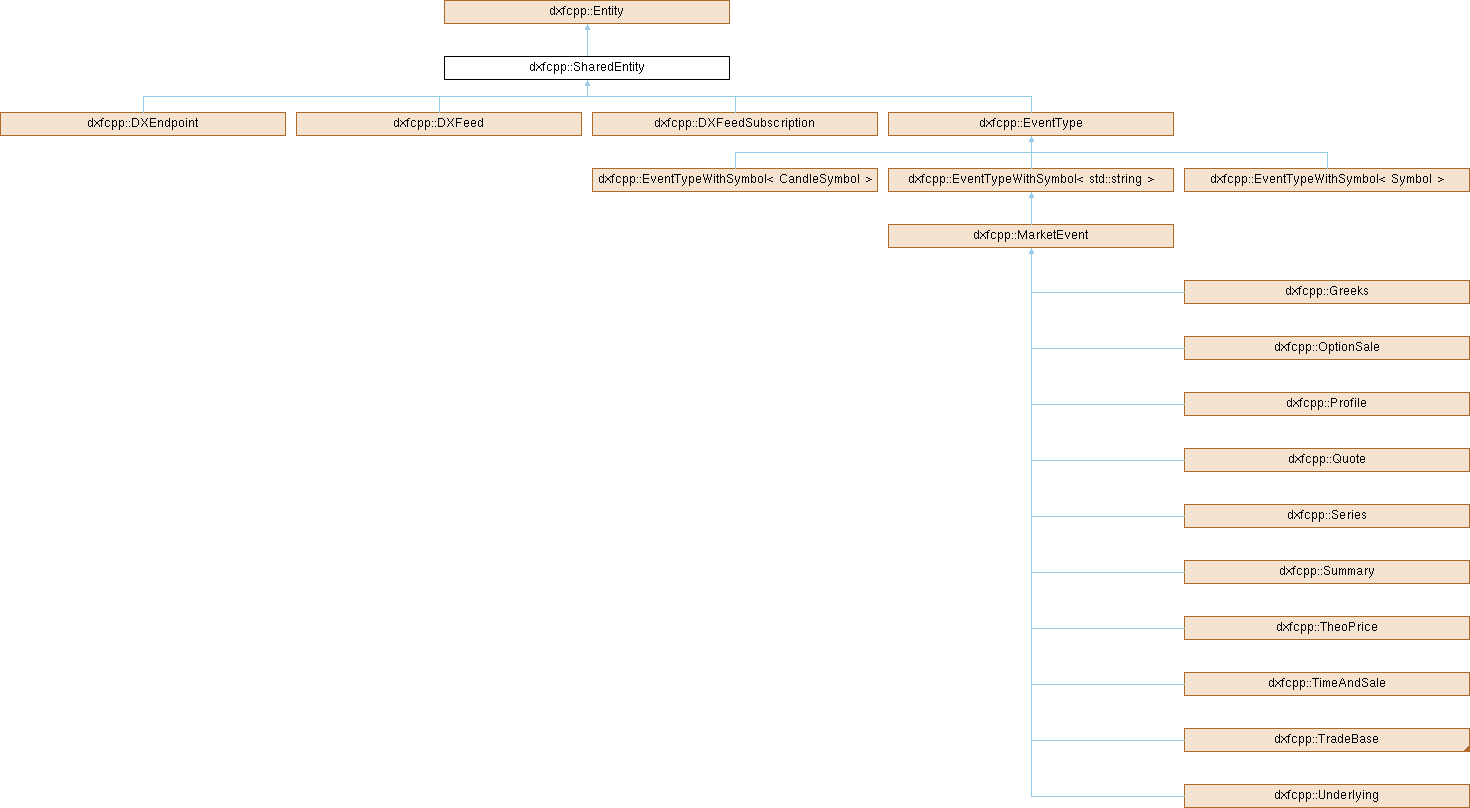 dxfcpp::Entity
dxfcpp::SharedEntity
dxfcpp::DXEndpoint
dxfcpp::DXFeed
dxfcpp::DXFeedSubscription
dxfcpp::EventType
dxfcpp::EventTypeWithSymbol< CandleSymbol >
dxfcpp::EventTypeWithSymbol< std::string >
dxfcpp::EventTypeWithSymbol< Symbol >
dxfcpp::MarketEvent
dxfcpp::Greeks
dxfcpp::OptionSale
dxfcpp::Profile
dxfcpp::Quote
dxfcpp::Series
dxfcpp::Summary
dxfcpp::TheoPrice
dxfcpp::TimeAndSale
dxfcpp::TradeBase
dxfcpp::Underlying